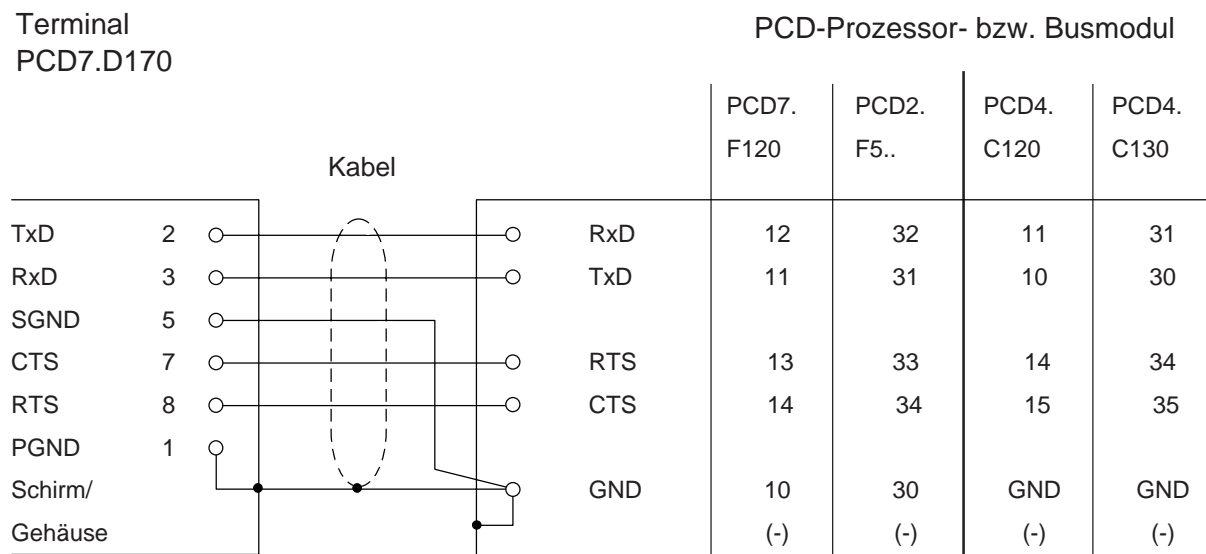 Terminal
PCD7.D170
PCD-Prozessor- bzw. Busmodul
PCD7. PCD2. PCD4. PCD4.
F120 F5.. C120 C130
Kabel
TxD 2 RxD 12 32 11 31
RxD 3 TxD 11 31 10 30
SGND 5
CTS 7 RTS 13 33 14 34
RTS 8 CTS 14 34 15 35
PGND 1
Schirm/ GND 10 30 GND GND
Gehäuse (-) (-) (-) (-)